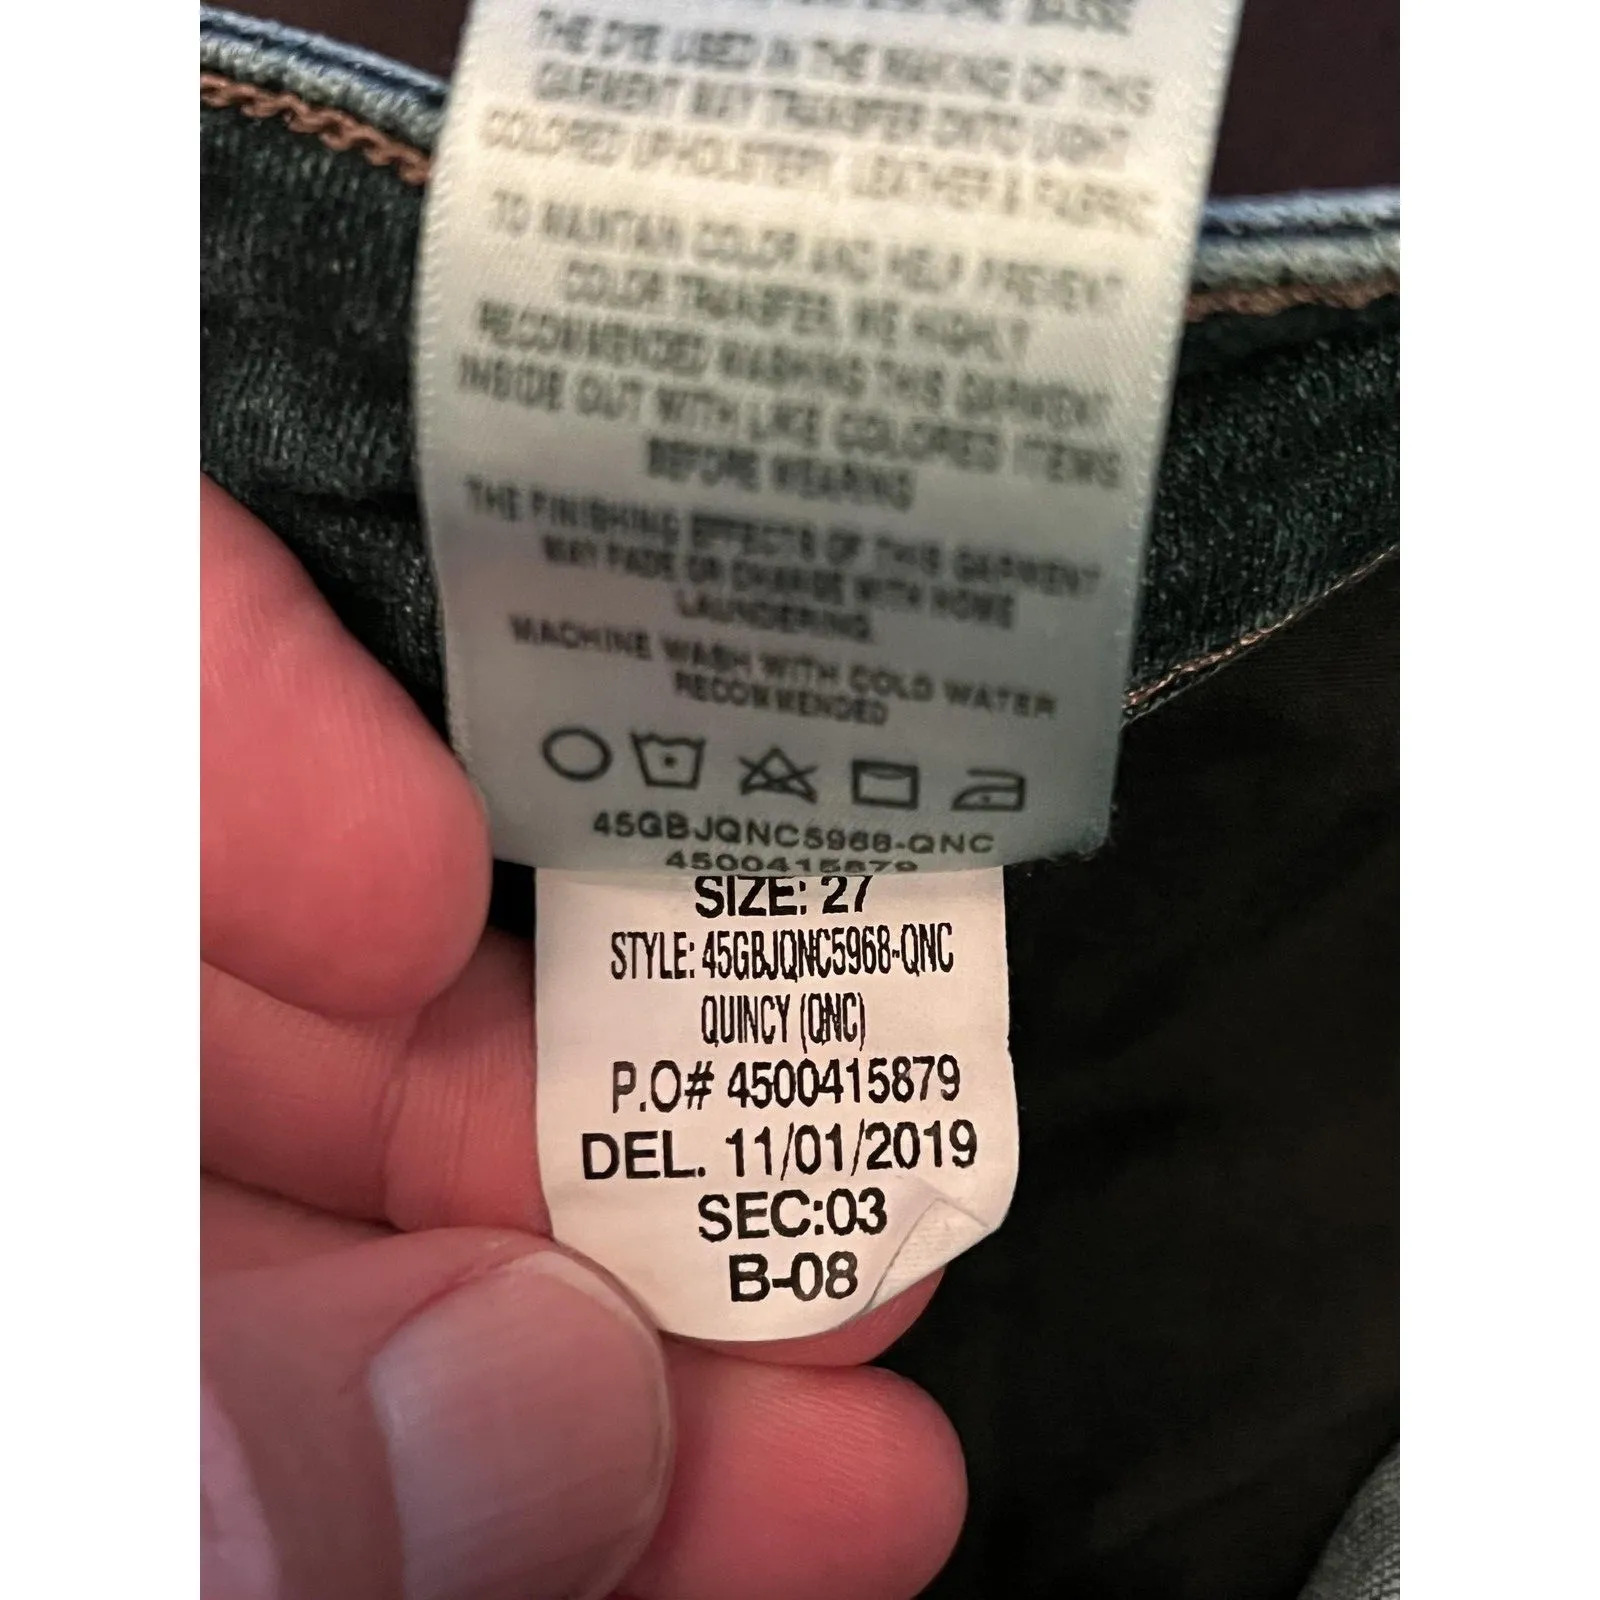 THE DYE USED IN THE MAKING OF THIS
GARMENT MAY TRANSFER ONTO LIGHT
COLORED UPHOLSTERY, LEATHER & FABRIC
TO MAINTAIN COLOR AND HELP PREVENT
COLOR TRANSFER, WE HIGHLY
RECOMMENDED WASHING THIS GARMENT
INSIDE OUT WITH LIKE COLORED ITEMS
BEFORE WEARING
THE FINISHING EFFECTS OF THIS GARMENT
MAY FADE OR CHANGE WITH HOME
LAUNDERING.
MACHINE WASH WITH COLD WATER
RECOMMENDED
45GBJQNC5968-QNC
4500415879
SIZE: 27
STYLE: 45GBJQNC5968-QNC
QUINCY (QNC)
P.O# 4500415879
DEL. 11/01/2019
SEC:03
B-08